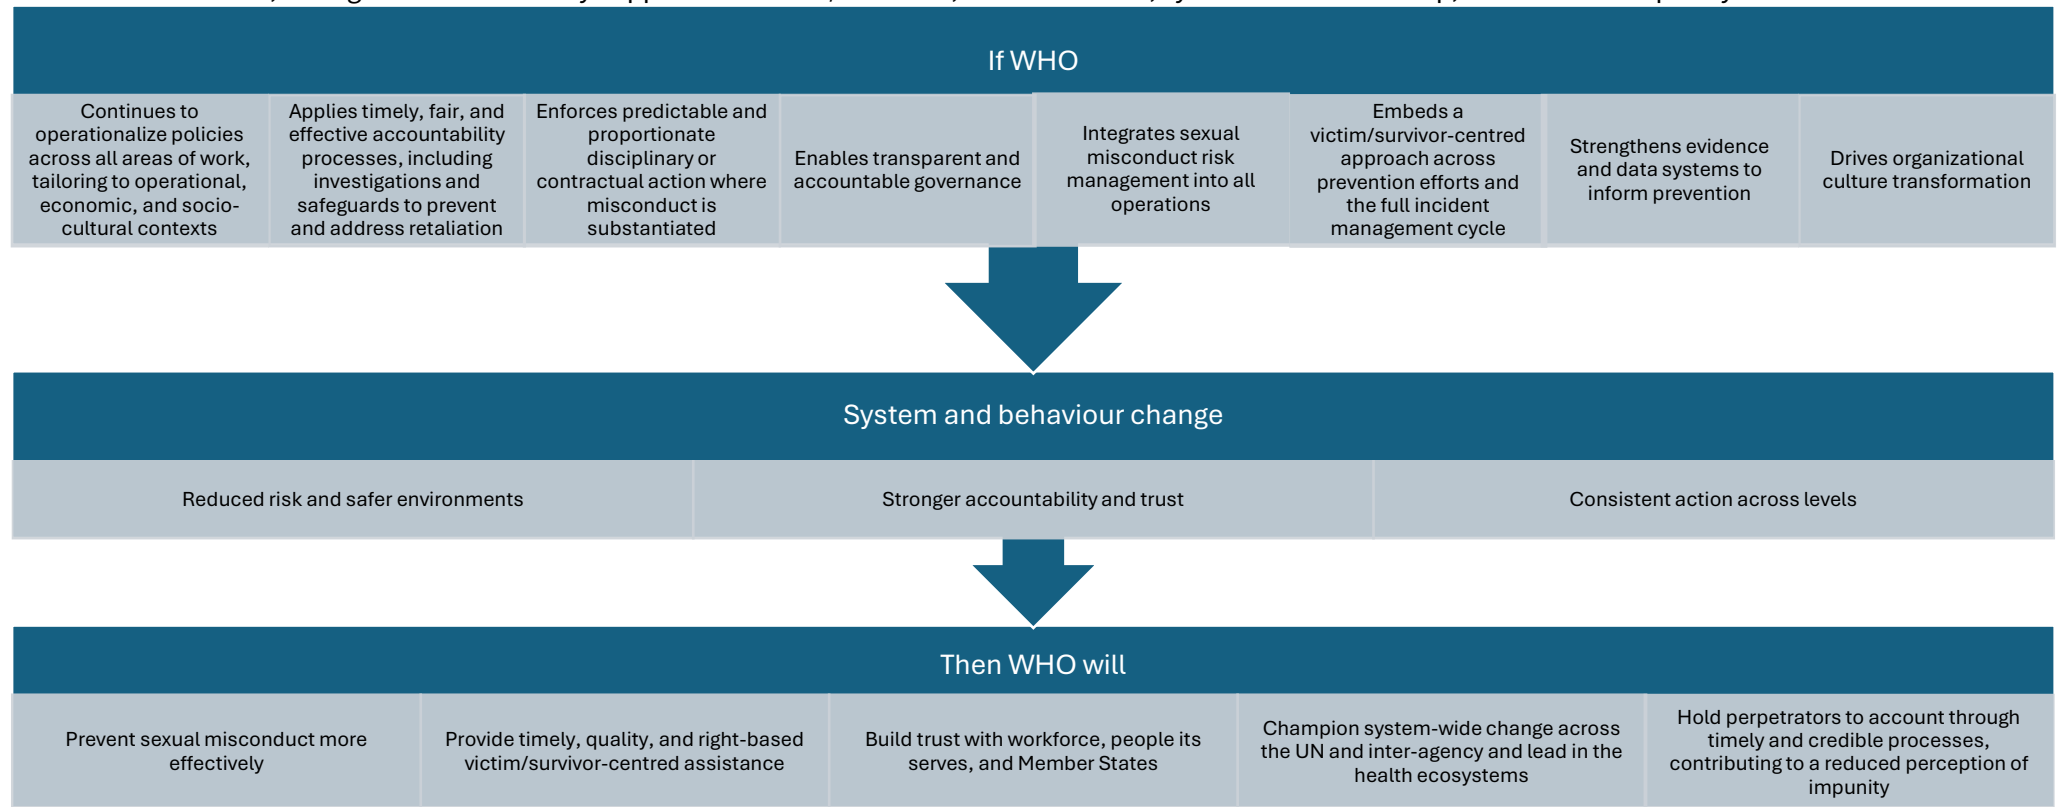 If WHO
Continues to
operationalize policies
across all areas of work,
tailoring to operational,
economic, and socio-
cultural contexts
Applies timely, fair, and
effective accountability
processes, including
investigations and
safeguards to prevent
and address retaliation
Enforces predictable and
proportionate
disciplinary or
contractual action where
misconduct is
substantiated
Enables transparent and
accountable governance
Integrates sexual
misconduct risk
management into all
operations
Embeds a
victim/survivor-centred
approach across
prevention efforts and
the full incident
management cycle
Strengthens evidence
and data systems to
inform prevention
Drives organizational
culture transformation
System and behaviour change
Reduced risk and safer environments
Stronger accountability and trust
Consistent action across levels
Then WHO will
Prevent sexual misconduct more
effectively
Provide timely, quality, and right-based
victim/survivor-centred assistance
Build trust with workforce, people its
serves, and Member States
Champion system-wide change across
the UN and inter-agency and lead in the
health ecosystems
Hold perpetrators to account through
timely and credible processes,
contributing to a reduced perception of
impunity